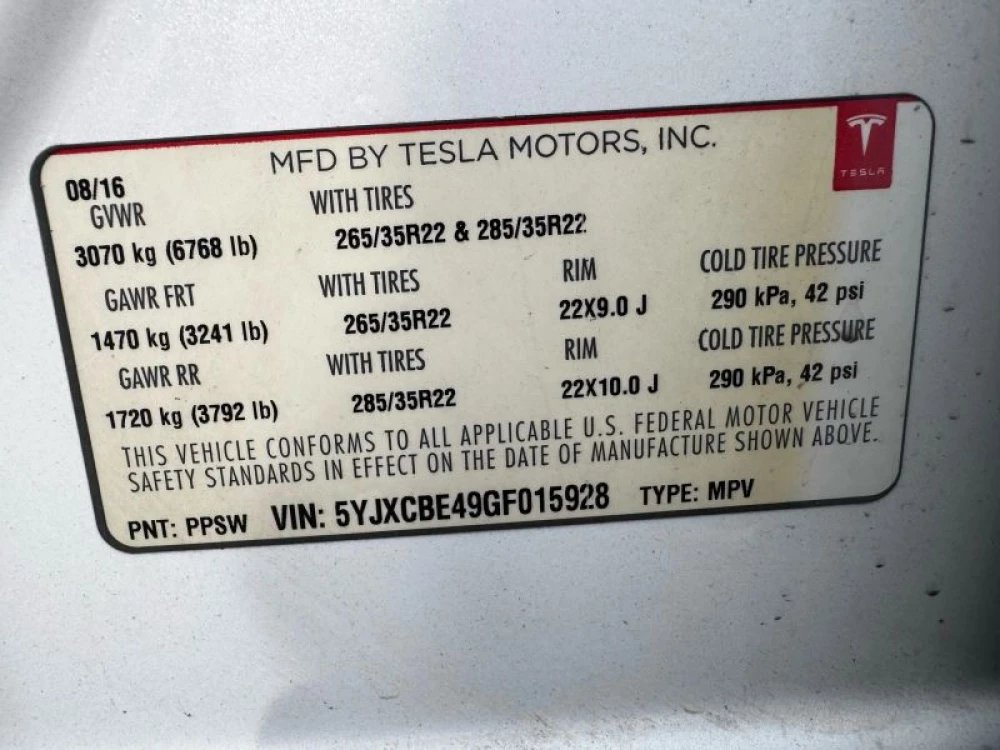 MFD BY TESLA MOTORS, INC.
TESLA
08/16
GVWR WITH TIRES
3070 kg (6768 lb) 265/35R22 & 285/35R22
GAWR FRT WITH TIRES RIM COLD TIRE PRESSURE
1470 kg (3241 lb) 265/35R22 22X9.0 J 290 kPa, 42 psi
GAWR RR WITH TIRES RIM COLD TIRE PRESSURE
1720 kg (3792 lb) 285/35R22 22X10.0 J 290 kPa, 42 psi
THIS VEHICLE CONFORMS TO ALL APPLICABLE U.S. FEDERAL MOTOR VEHICLE
SAFETY STANDARDS IN EFFECT ON THE DATE OF MANUFACTURE SHOWN ABOVE.
PNT: PPSW VIN: 5YJXCBE49GF015928 TYPE: MPV